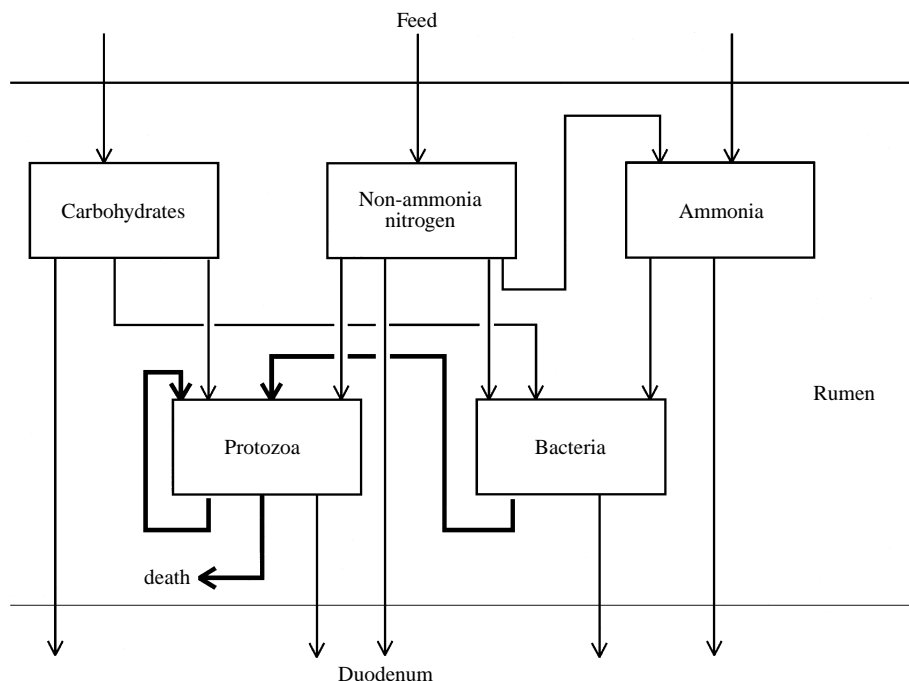 Feed
Carbohydrates
Non-ammonia
nitrogen
Ammonia
Rumen
Protozoa
Bacteria
death
Duodenum